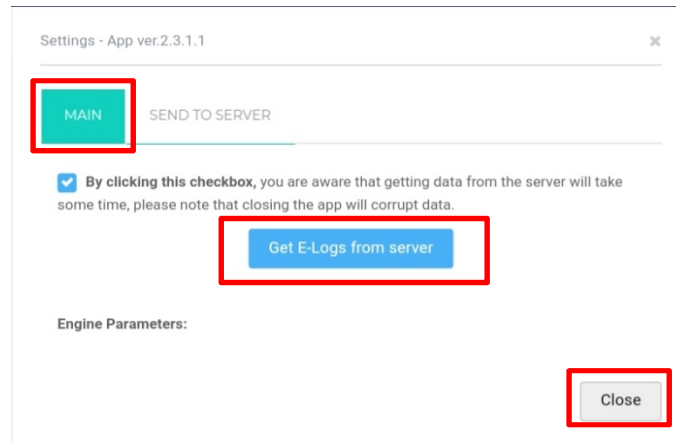 Settings - App ver.2.3.1.1
MAIN SEND TO SERVER
By clicking this checkbox, you are aware that getting data from the server will take
some time, please note that closing the app will corrupt data.
Get E-Logs from server
Engine Parameters:
Close